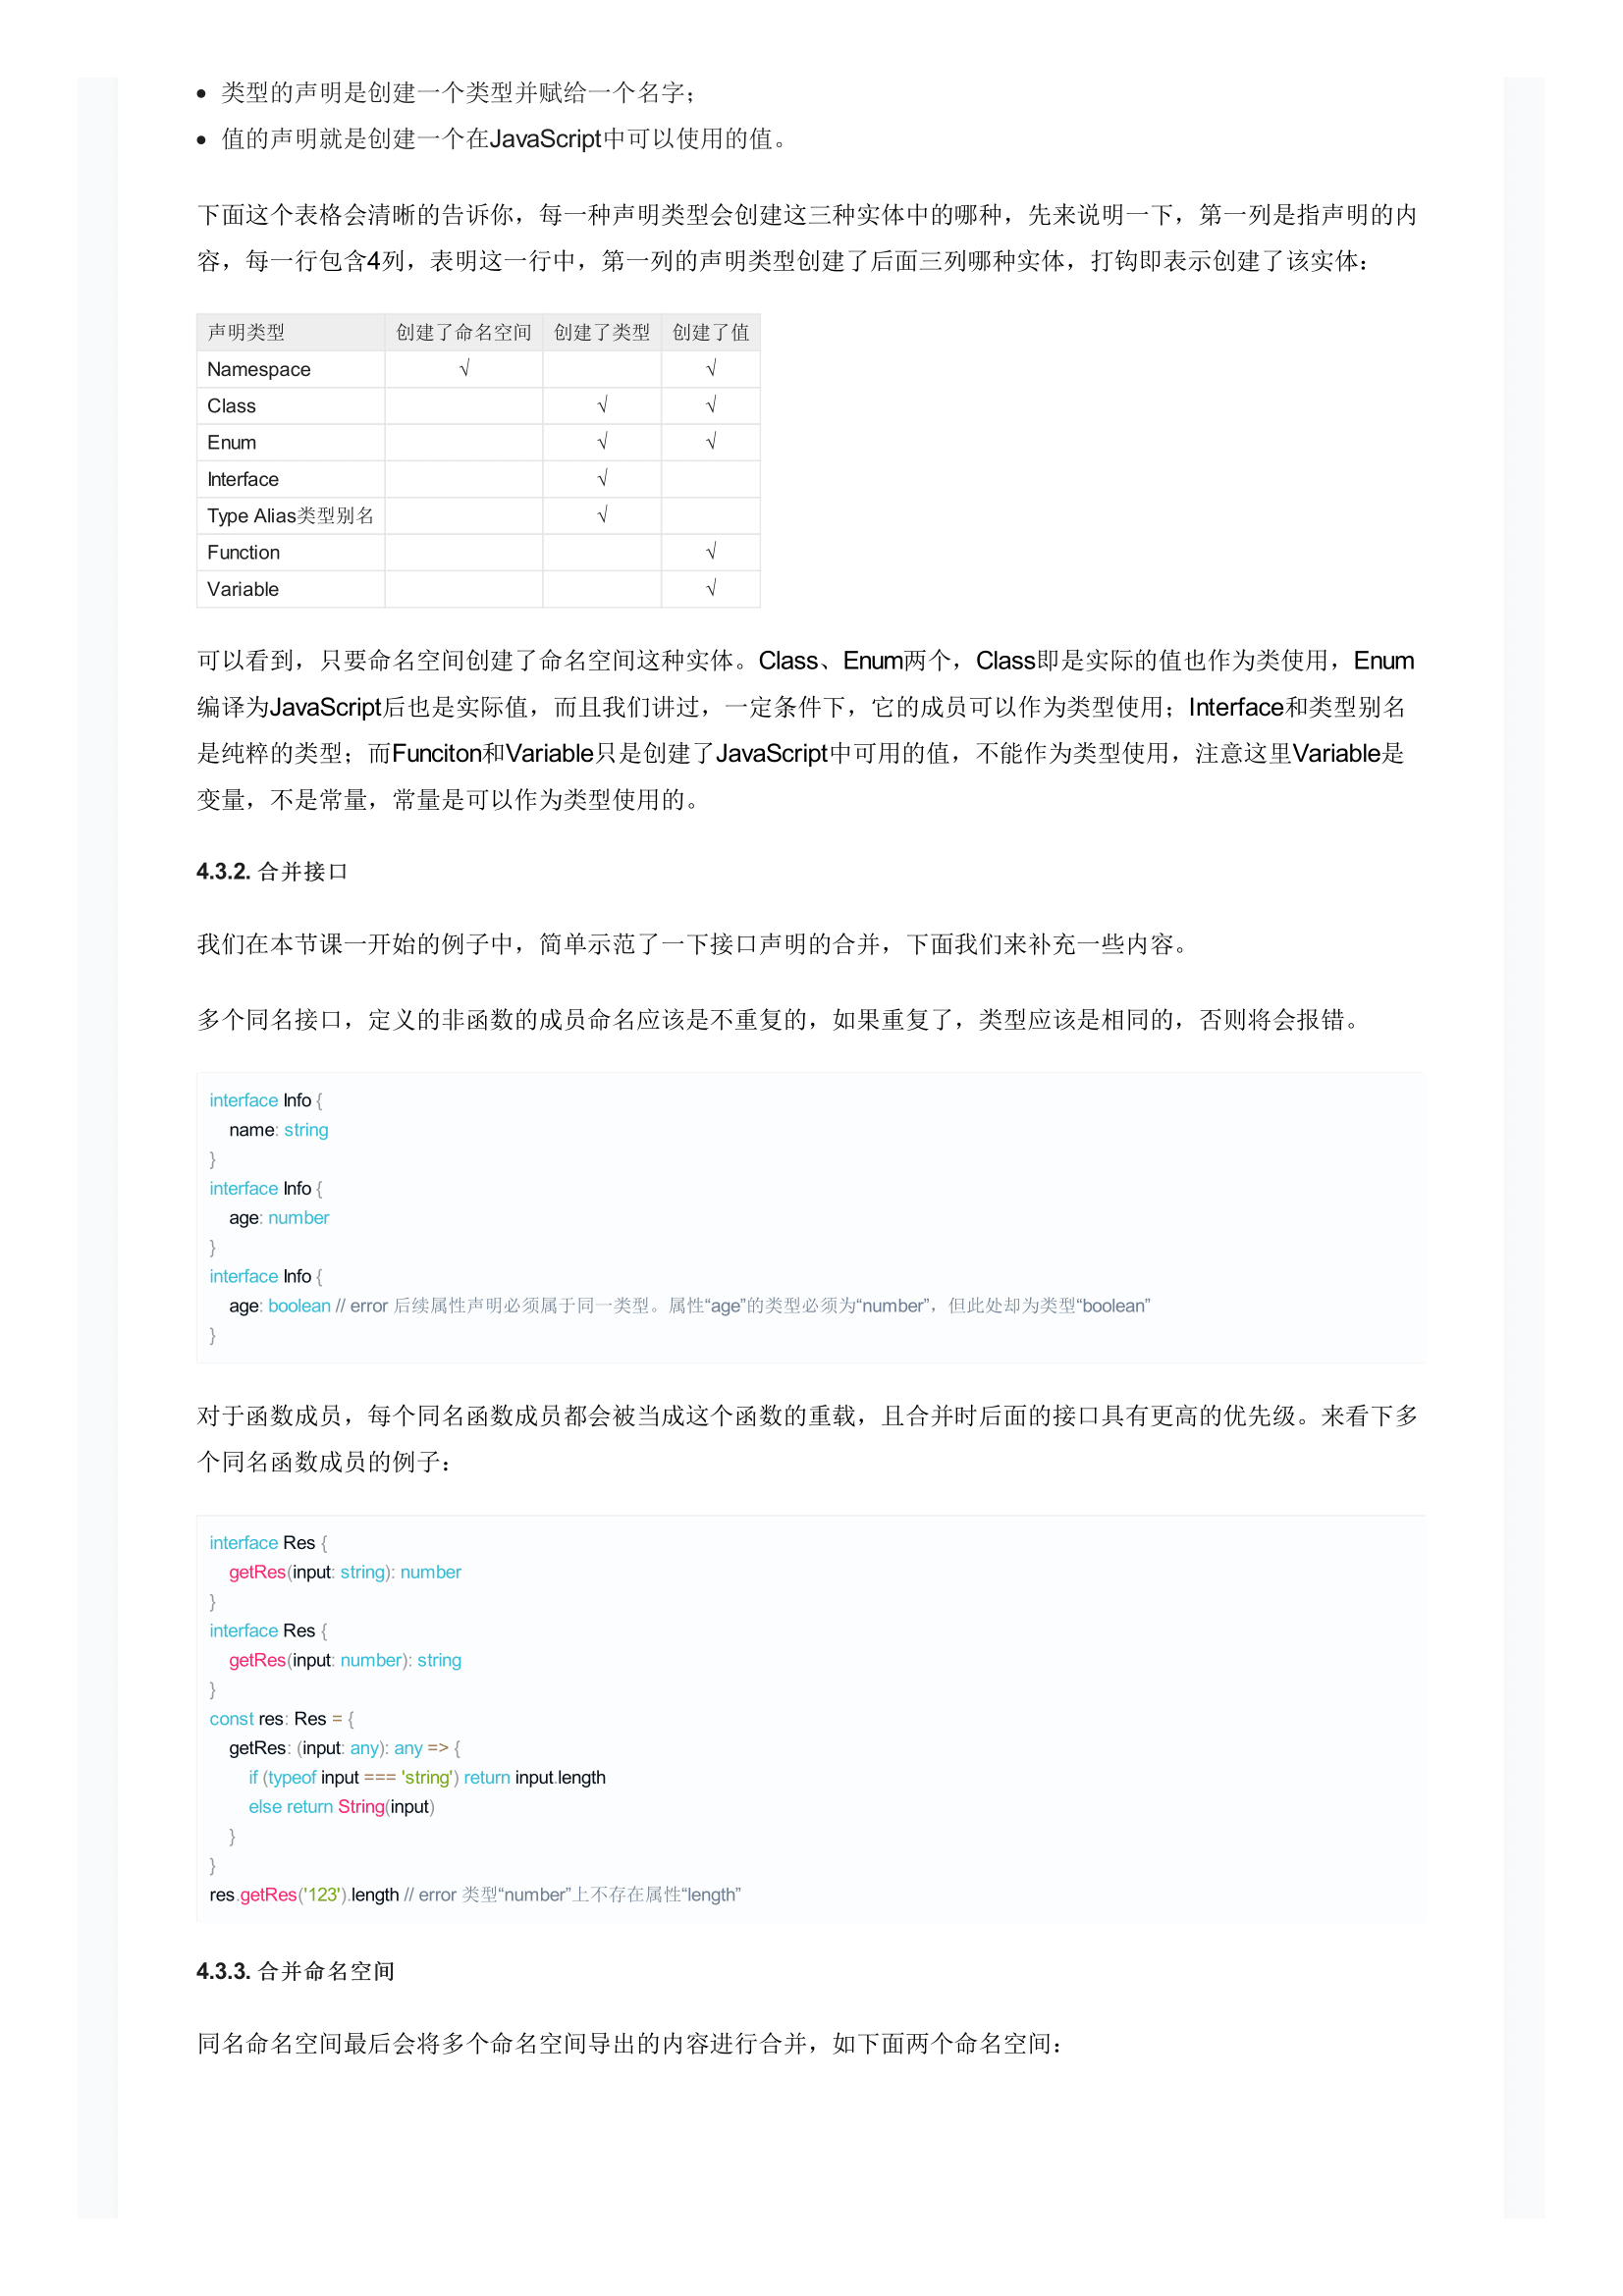 类型的声明是创建一个类型并赋给一个名字；
值的声明就是创建一个在JavaScript中可以使用的值。
下面这个表格会清晰的告诉你，每一种声明类型会创建这三种实体中的哪种，先来说明一下，第一列是指声明的内
容，每一行包含4列，表明这一行中，第一列的声明类型创建了后面三列哪种实体，打钩即表示创建了该实体：
声明类型 创建了命名空间 创建了类型 创建了值
Namespace √ √
Class √ √
Enum √ √
Interface √
Type Alias类型别名 √
Function √
Variable √
可以看到，只要命名空间创建了命名空间这种实体。Class、Enum两个，Class即是实际的值也作为类使用，Enum
编译为JavaScript后也是实际值，而且我们讲过，一定条件下，它的成员可以作为类型使用；Interface和类型别名
是纯粹的类型；而Funciton和Variable只是创建了JavaScript中可用的值，不能作为类型使用，注意这里Variable是
变量，不是常量，常量是可以作为类型使用的。
4.3.2. 合并接口
我们在本节课一开始的例子中，简单示范了一下接口声明的合并，下面我们来补充一些内容。
多个同名接口，定义的非函数的成员命名应该是不重复的，如果重复了，类型应该是相同的，否则将会报错。
interface Info {
    name: string
}
interface Info {
    age: number
}
interface Info {
    age: boolean // error 后续属性声明必须属于同一类型。属性“age”的类型必须为“number”，但此处却为类型“boolean”
}
对于函数成员，每个同名函数成员都会被当成这个函数的重载，且合并时后面的接口具有更高的优先级。来看下多
个同名函数成员的例子：
interface Res {
    getRes(input: string): number
}
interface Res {
    getRes(input: number): string
}
const res: Res = {
    getRes: (input: any): any => {
        if (typeof input === 'string') return input.length
        else return String(input)
    }
}
res.getRes('123').length // error 类型“number”上不存在属性“length”
4.3.3. 合并命名空间
同名命名空间最后会将多个命名空间导出的内容进行合并，如下面两个命名空间：